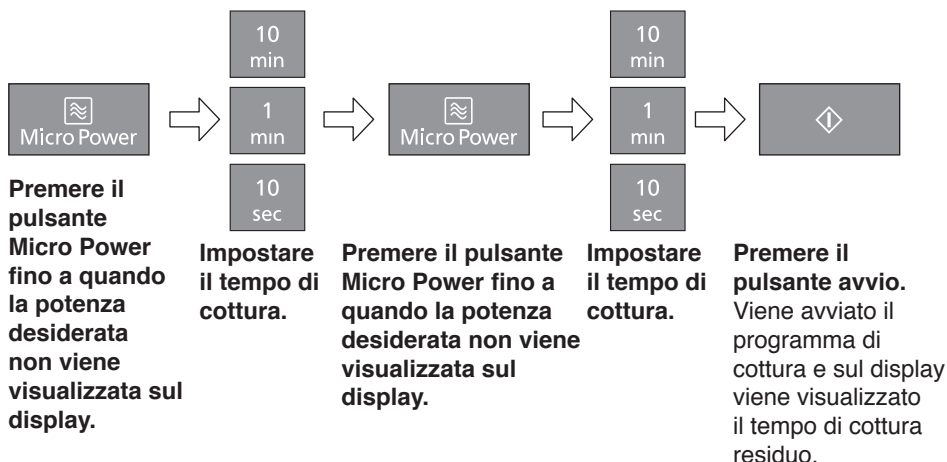 10
min
1
min
10
sec
10
min
1
min
10
sec
Micro Power
Micro Power
Premere il
pulsante
Micro Power
fino a quando
la potenza
desiderata
non viene
visualizzata sul
display.
Impostare
il tempo di
cottura.
Premere il pulsante
Micro Power fino a
quando la potenza
desiderata non viene
visualizzata sul
display.
Impostare
il tempo di
cottura.
Premere il
pulsante avvio.
Viene avviato il
programma di
cottura e sul display
viene visualizzato
il tempo di cottura
residuo.